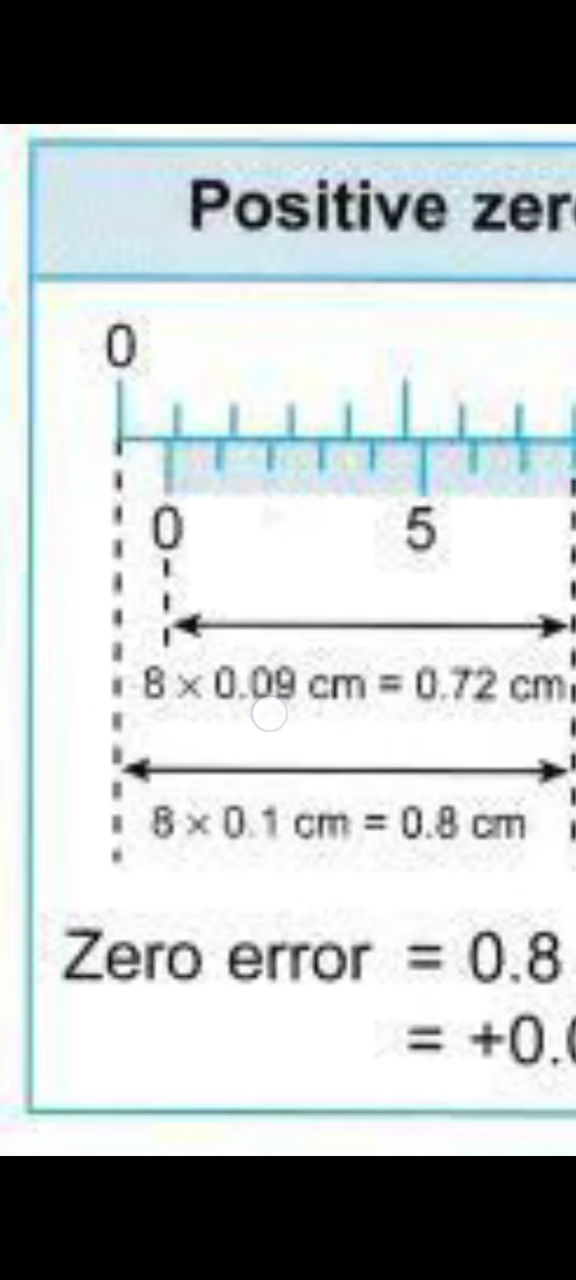 Positive zer
0
0 5
8 × 0.09 cm = 0.72 cm
8 × 0.1 cm = 0.8 cm
Zero error = 0.8
= +0.0